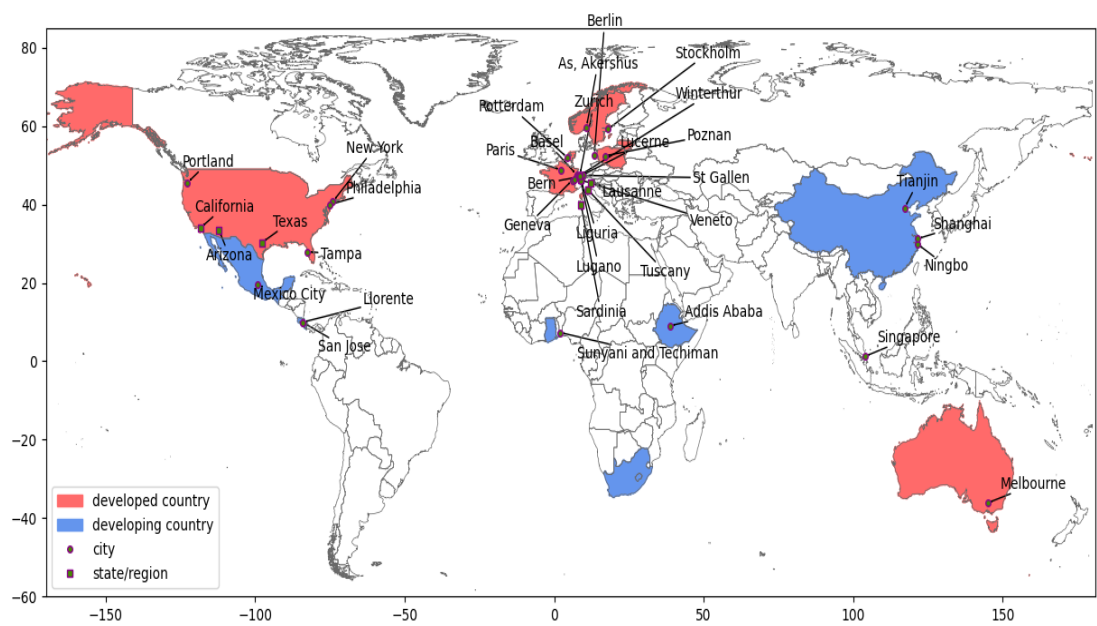 Berlin
80
Stockholm
As, Akershus
Winterthur
Rotterdam
Zurich
60
Basel
Lucerne
Poznan
New York
Paris
Portland
St Gallen
Tianjin
Philadelphia
Bern
Lausanne
40
California
Geneva
Veneto
Texas
Liguria
Shanghai
Arizona
Tampa
Lugano
Tuscany
Ningbo
20
Mexico City
Llorente
Sardinia
Addis Ababa
San Jose
Sunyani and Techiman
Singapore
0
−20
Melbourne
developed country
developing country
−40
city
state/region
−60
−150
−100
−50
0
50
100
150